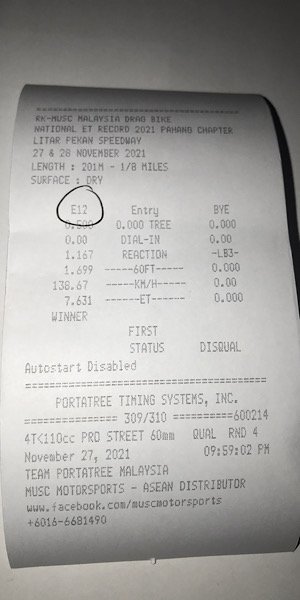 RK-MUSC MALAYSIA DRAG BIKE
NATIONAL ET RECORD 2021 PAHANG CHAPTER
LITAR PEKAN SPEEDWAY
27 & 28 NOVEMBER 2021
LENGTH : 201M - 1/8 MILES
SURFACE : DRY
E12 Entry BYE
0.500 0.000 TREE 0.000
0.00 DIAL-IN 0.00
1.167 REACTION -LB3-
1.699 ------60FT------ 0.000
138.67 ------KM/H------ 0.00
7.631 -------ET------- 0.000
WINNER
FIRST
STATUS DISQUAL
Autostart Disabled
========================================
PORTATREE TIMING SYSTEMS, INC.
=============== 309/310 ==========600214
4T<110cc PRO STREET 60mm QUAL RND 4
November 27, 2021 09:59:02 PM
TEAM PORTATREE MALAYSIA
MUSC MOTORSPORTS - ASEAN DISTRIBUTOR
www.facebook.com/muscmotorsports
+6016-6681490